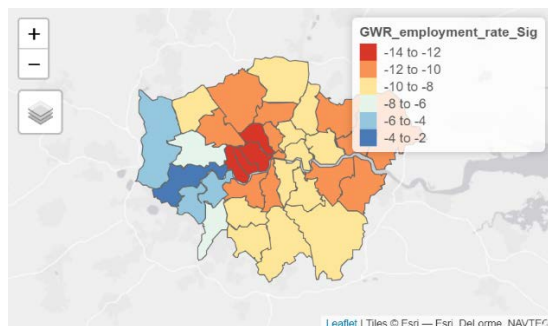 +
−
GWR_employment_rate_Sig
-14 to -12
-12 to -10
-10 to -8
-8 to -6
-6 to -4
-4 to -2
Leaflet | Tiles © Esri — Esri, DeLorme, NAVTEQ